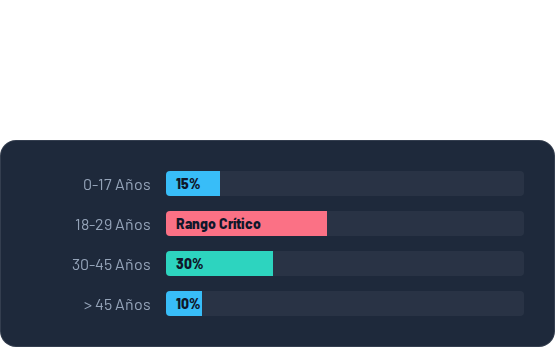 0-17 Años 15%
18-29 Años Rango Crítico
30-45 Años 30%
> 45 Años 10%